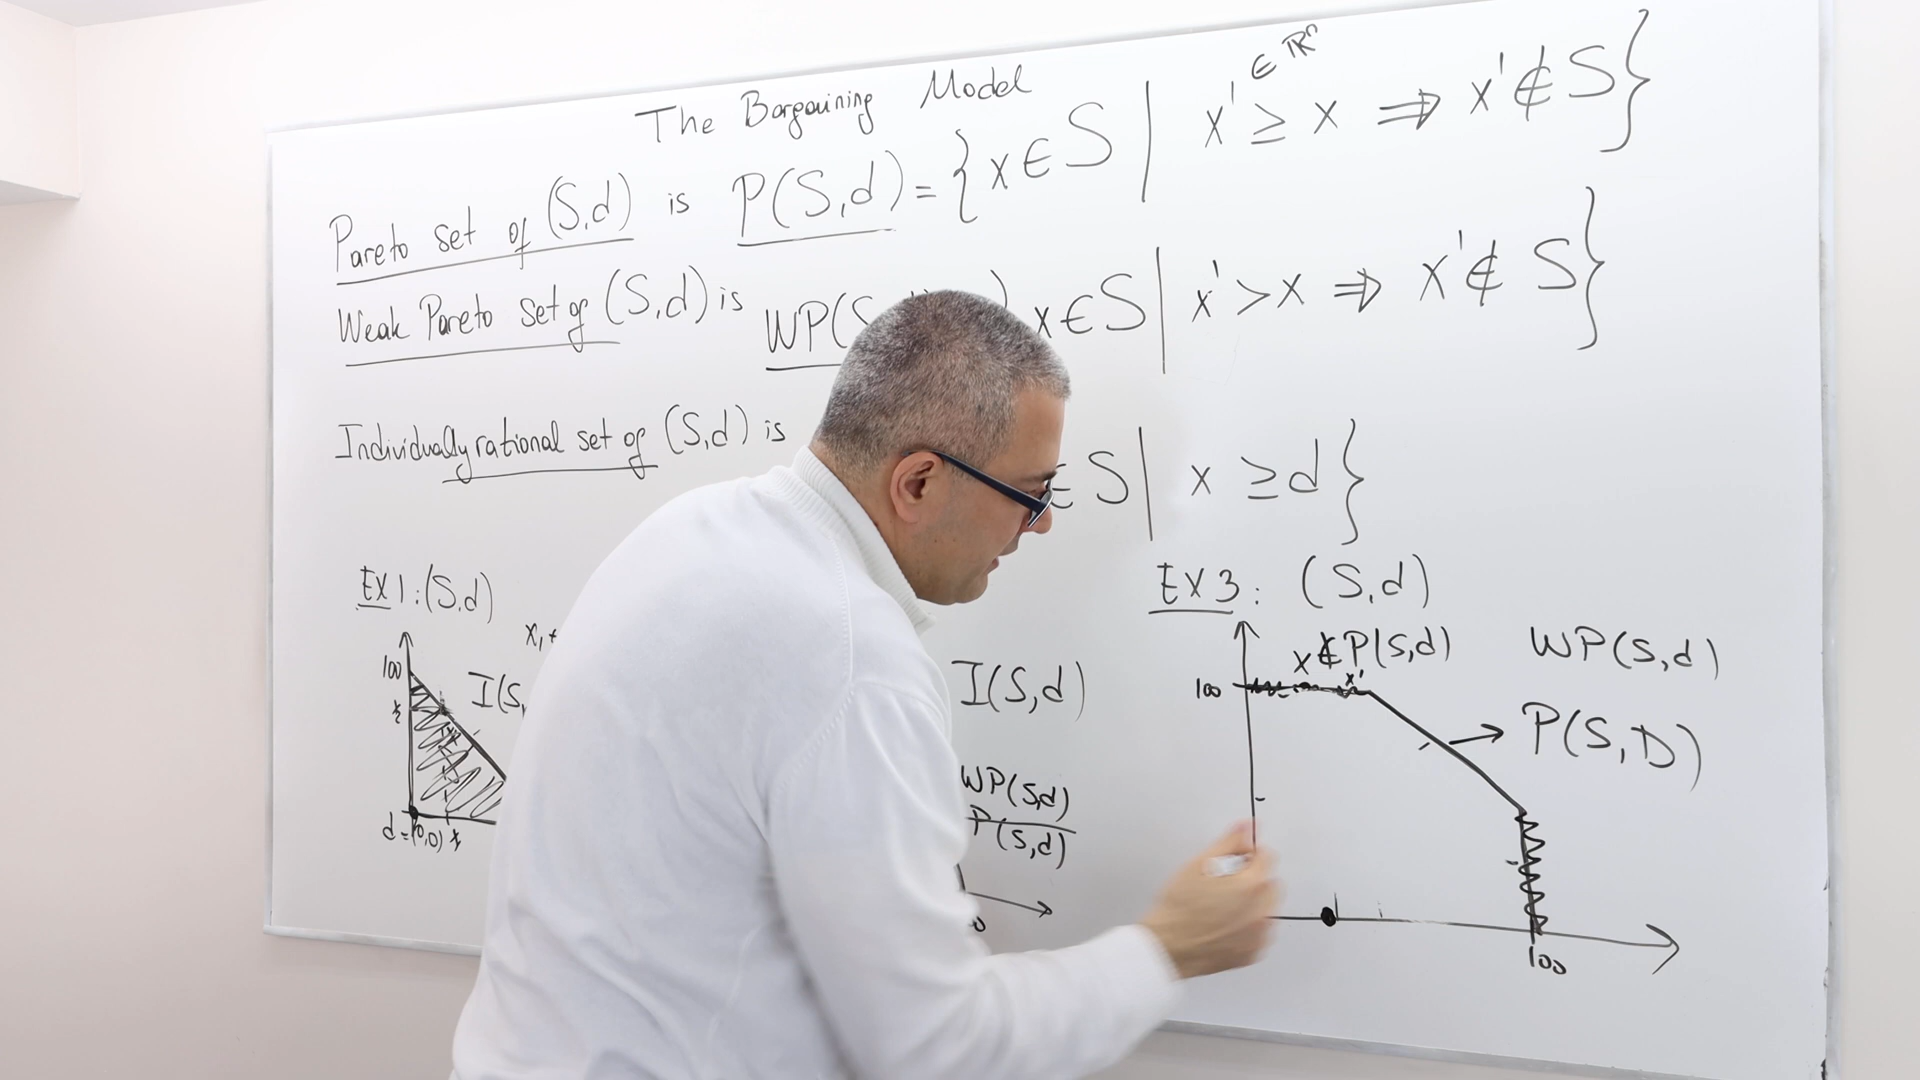 The Bargaining Model
∈ ℝⁿ
Pareto set of (S,d) is P(S,d) = { x ∈ S | x' ≥ x ⇒ x' ∉ S }
Weak Pareto set of (S,d) is WP(S x ∈ S | x' > x ⇒ x' ∉ S }
Individually rational set of (S,d) is ∈ S | x ≥ d }
EX1: (S,d)
x₁+
100
I(S,
d = (0,0)
I(S,d)
WP(S,d)
P(S,d)
EX3: (S,d)
x ∉ P(S,d) WP(S,d)
x'
100
P(S,D)
100